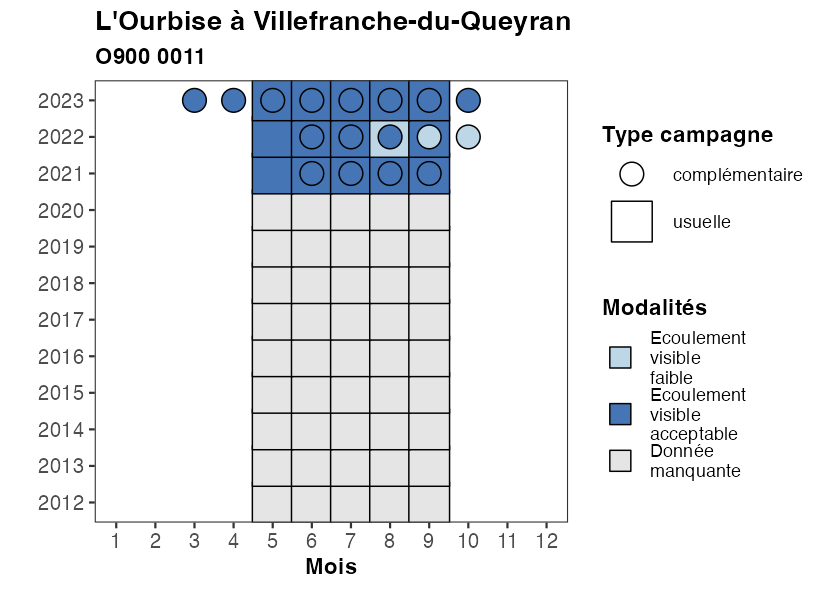 L'Ourbise à Villefranche-du-Queyran
O900 0011
2023
2022
2021
2020
2019
2018
2017
2016
2015
2014
2013
2012
1 2 3 4 5 6 7 8 9 10 11 12
Mois
Type campagne
complémentaire
usuelle
Modalités
Ecoulement
visible
faible
Ecoulement
visible
acceptable
Donnée
manquante